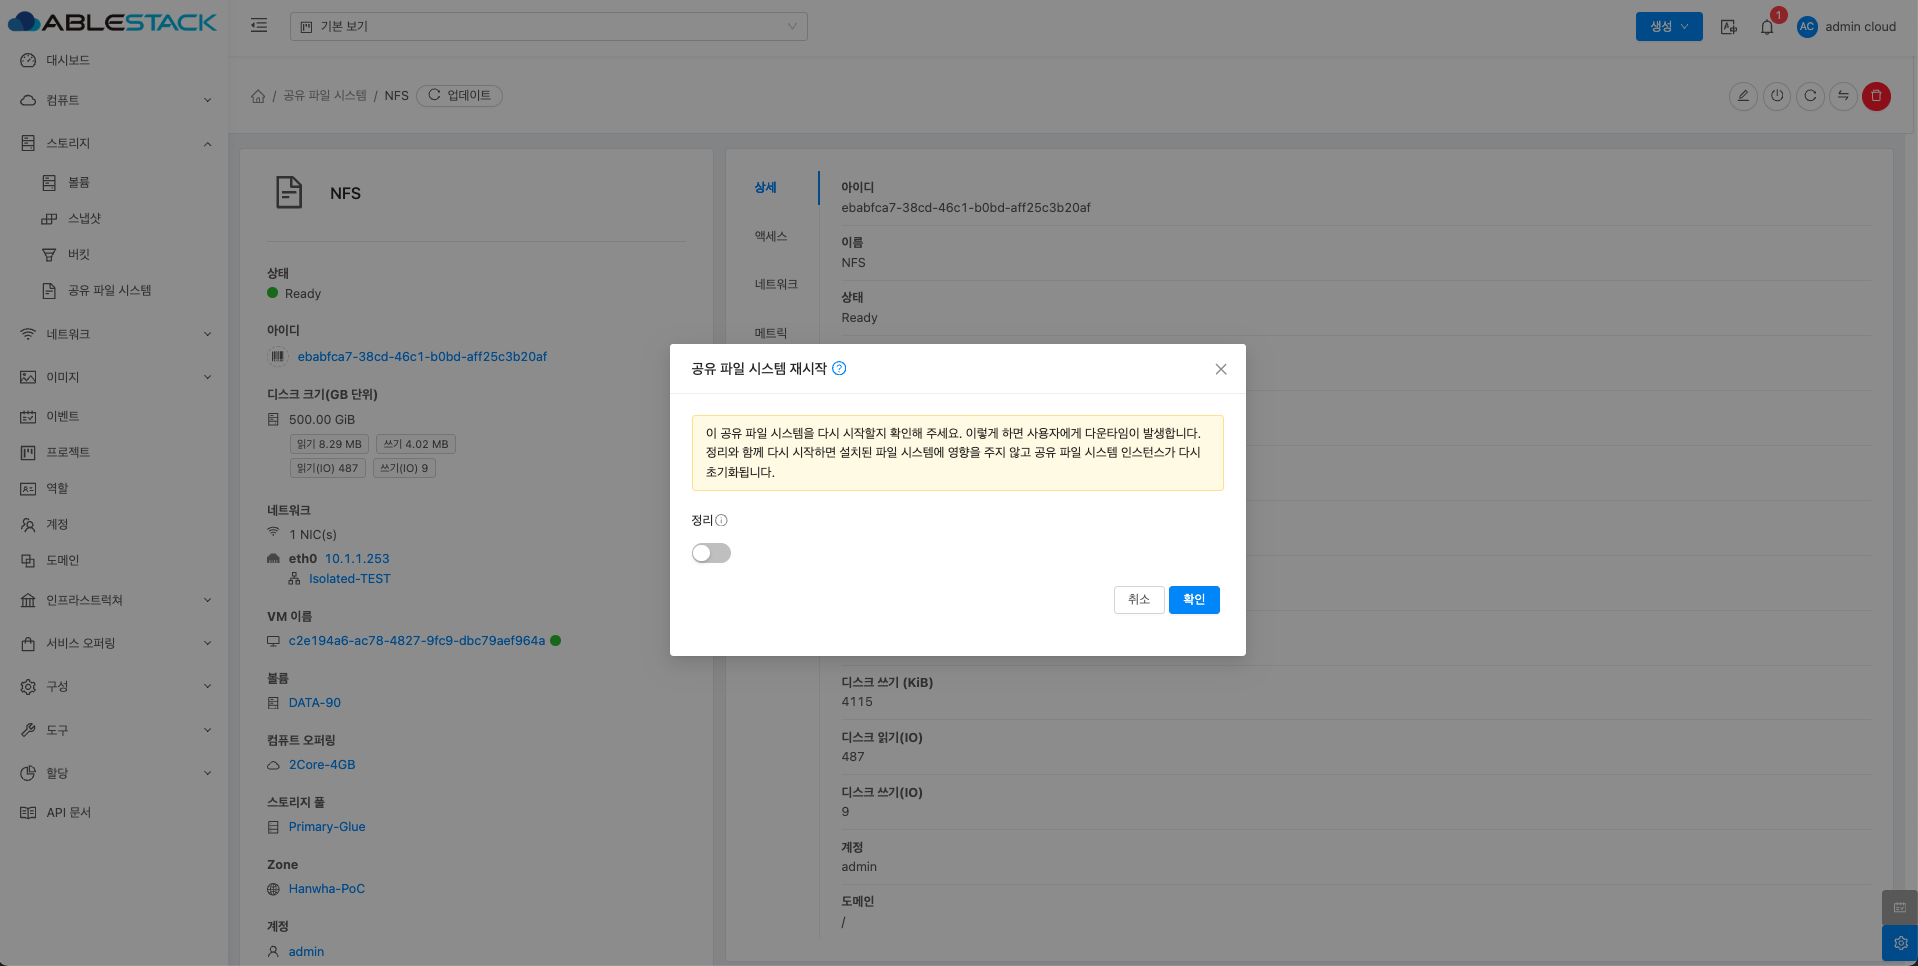 ABLESTACK
기본 보기
생성
1
AC
admin cloud
대시보드
컴퓨트
스토리지
볼륨
스냅샷
버킷
공유 파일 시스템
네트워크
이미지
이벤트
프로젝트
역할
계정
도메인
인프라스트럭쳐
서비스 오퍼링
구성
도구
할당
API 문서
/ 공유 파일 시스템 / NFS
업데이트
NFS
상태
Ready
아이디
ebabfca7-38cd-46c1-b0bd-aff25c3b20af
디스크 크기(GB 단위)
500.00 GiB
읽기 8.29 MB
쓰기 4.02 MB
읽기(IO) 487
쓰기(IO) 9
네트워크
1 NIC(s)
eth0 10.1.1.253
Isolated-TEST
VM 이름
c2e194a6-ac78-4827-9fc9-dbc79aef964a
볼륨
DATA-90
컴퓨트 오퍼링
2Core-4GB
스토리지 풀
Primary-Glue
Zone
Hanwha-PoC
계정
admin
상세
액세스
네트워크
메트릭
아이디
ebabfca7-38cd-46c1-b0bd-aff25c3b20af
이름
NFS
상태
Ready
공유 파일 시스템 재시작
이 공유 파일 시스템을 다시 시작할지 확인해 주세요. 이렇게 하면 사용자에게 다운타임이 발생합니다.
정리와 함께 다시 시작하면 설치된 파일 시스템에 영향을 주지 않고 공유 파일 시스템 인스턴스가 다시
초기화됩니다.
정리
취소
확인
디스크 쓰기 (KiB)
4115
디스크 읽기(IO)
487
디스크 쓰기(IO)
9
계정
admin
도메인
/